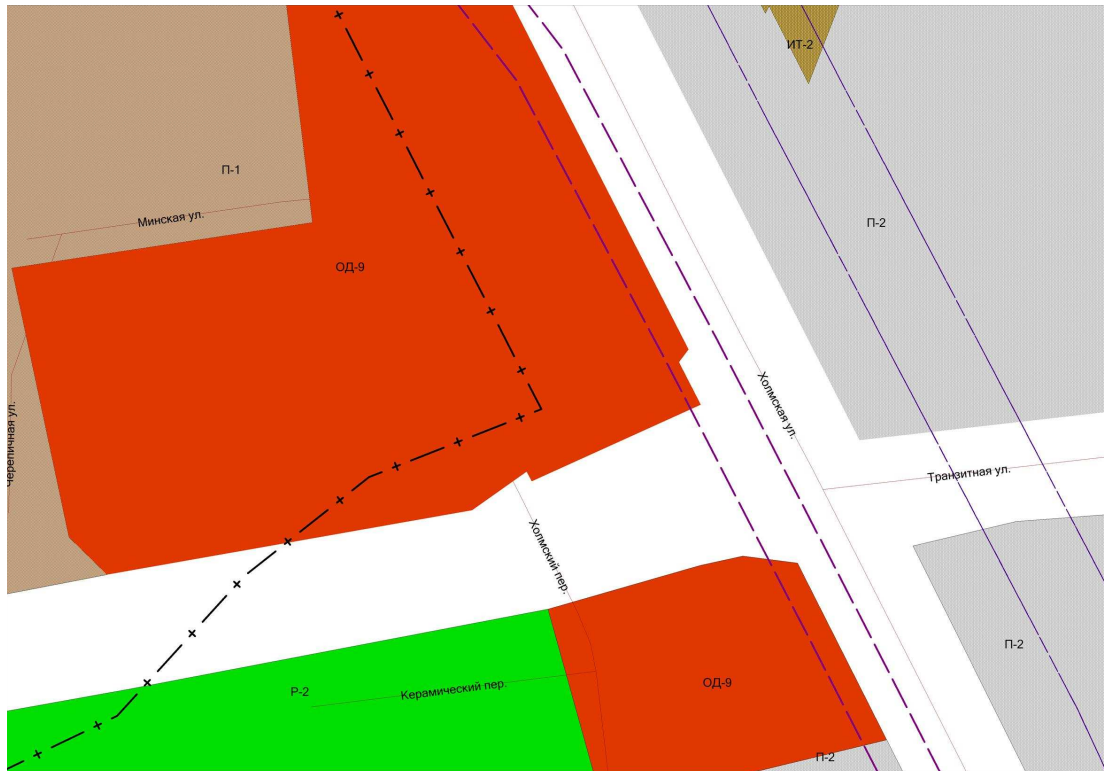 ИТ-2
П-1
Минская ул.
П-2
ОД-9
Холмская ул.
Черепичная ул.
Транзитная ул.
Холмский пер.
П-2
Р-2
Керамический пер.
ОД-9
П-2